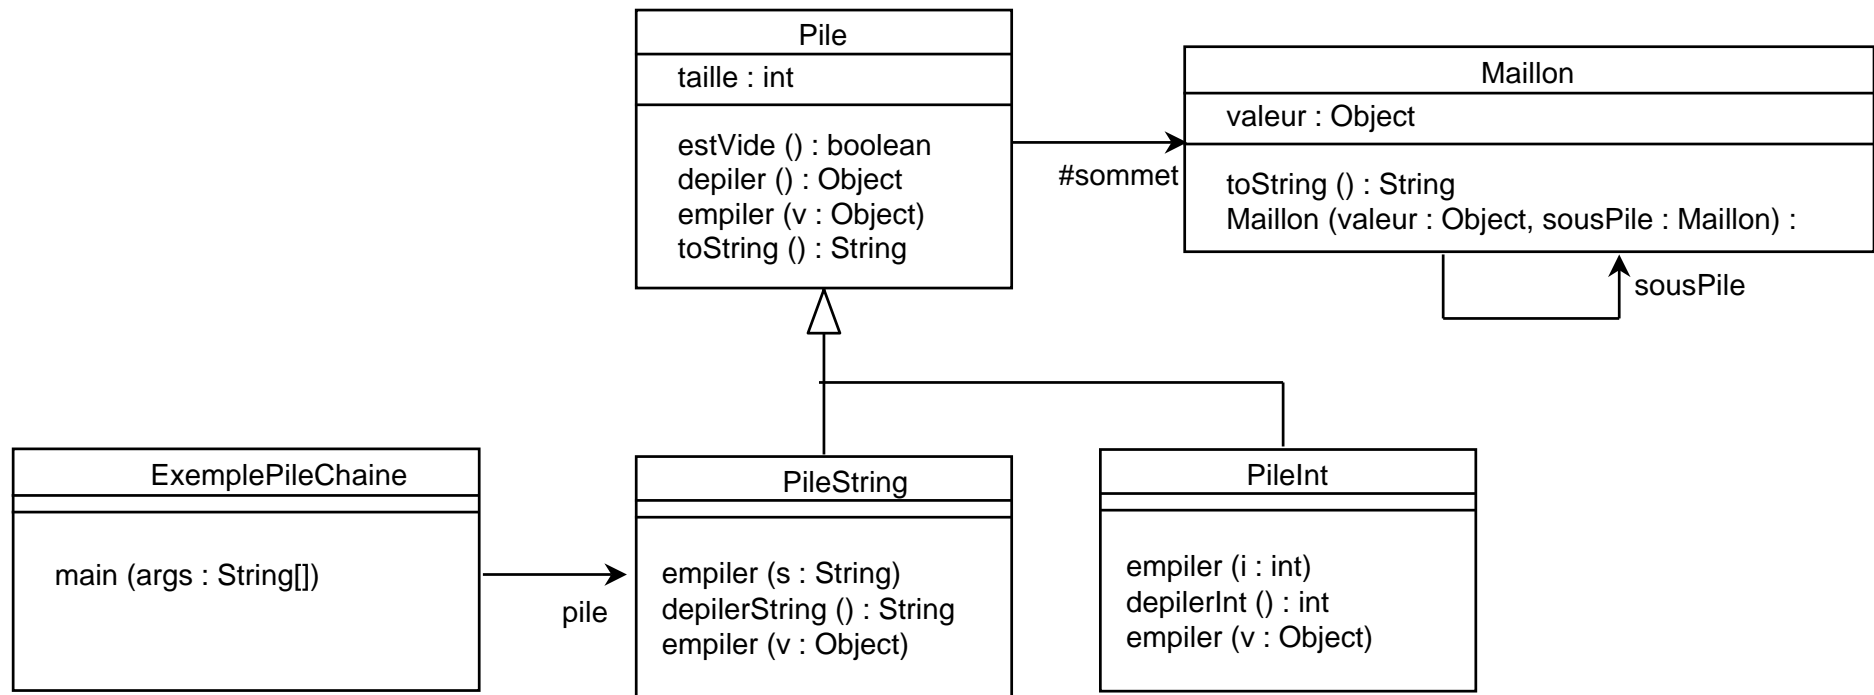 Pile
taille : int
estVide () : boolean
depiler () : Object
empiler (v : Object)
toString () : String
#sommet
Maillon
valeur : Object
toString () : String
Maillon (valeur : Object, sousPile : Maillon) :
sousPile
ExemplePileChaine
main (args : String[])
pile
PileString
empiler (s : String)
depilerString () : String
empiler (v : Object)
PileInt
empiler (i : int)
depilerInt () : int
empiler (v : Object)